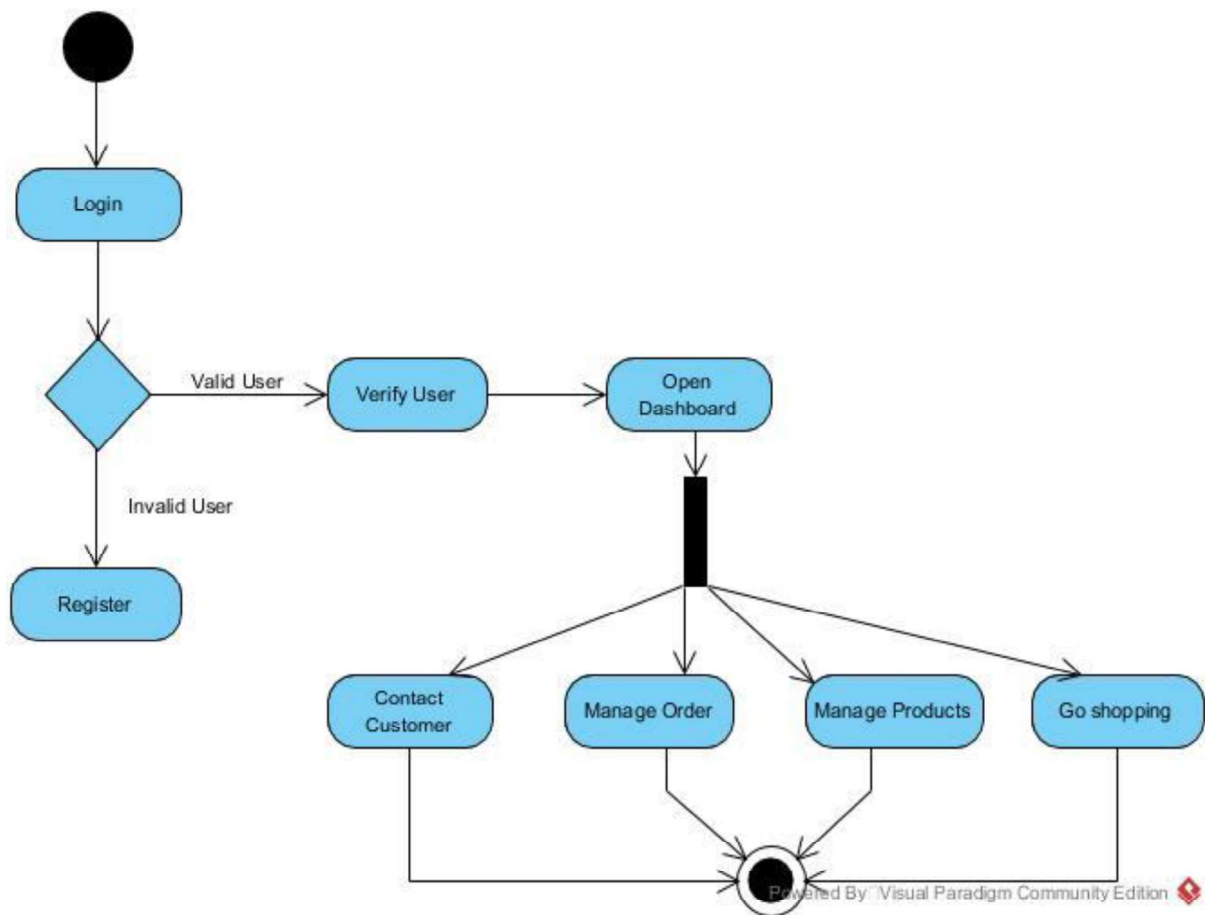 Login
Valid User
Verify User
Open
Dashboard
Invalid User
Register
Contact
Customer
Manage Order
Manage Products
Go shopping
Powered By Visual Paradigm Community Edition